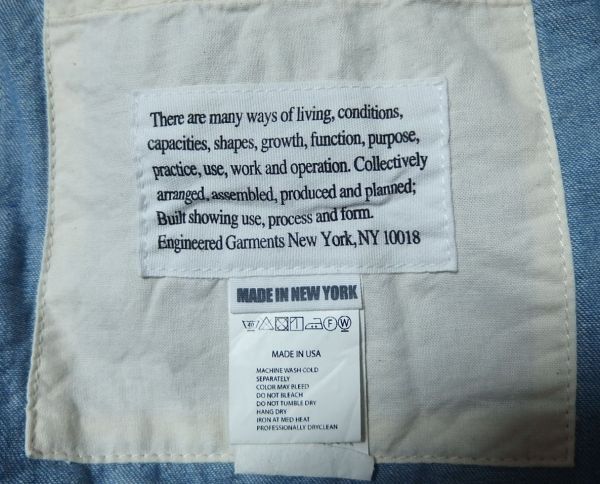 There are many ways of living, conditions,
capacities, shapes, growth, function, purpose,
practice, use, work and operation. Collectively
arranged, assembled, produced and planned;
Built showing use, process and form.
Engineered Garments New York, NY 10018
MADE IN NEW YORK
MADE IN USA
MACHINE WASH COLD
SEPARATELY
COLOR MAY BLEED
DO NOT BLEACH
DO NOT TUMBLE DRY
HANG DRY
IRON AT MED HEAT
PROFESSIONALLY DRYCLEAN